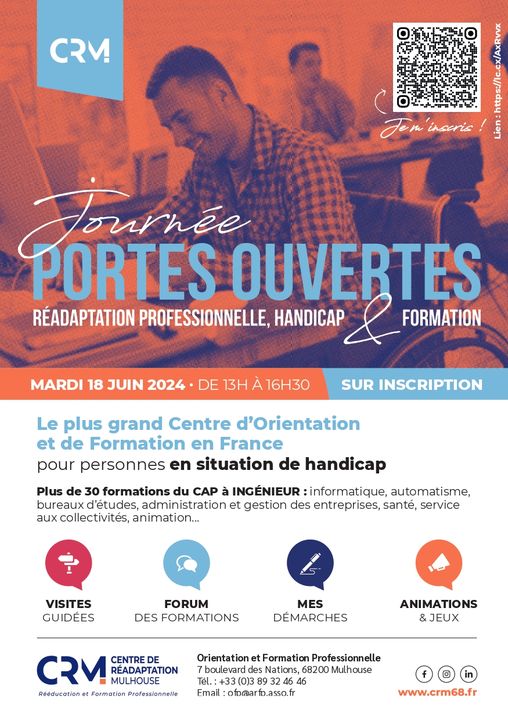 CRM
Lien : https://lc.cx/AxRvvx
Je m'inscris !
Journée
PORTES OUVERTES
RÉADAPTATION PROFESSIONNELLE, HANDICAP & FORMATION
MARDI 18 JUIN 2024 • DE 13H À 16H30 SUR INSCRIPTION
Le plus grand Centre d'Orientation
et de Formation en France
pour personnes en situation de handicap
Plus de 30 formations du CAP à INGÉNIEUR : informatique, automatisme,
bureaux d'études, administration et gestion des entreprises, santé, service
aux collectivités, animation...
VISITES
GUIDÉES
FORUM
DES FORMATIONS
MES
DÉMARCHES
ANIMATIONS
& JEUX
CRM CENTRE DE
RÉADAPTATION
MULHOUSE
Rééducation et Formation Professionnelle
Orientation et Formation Professionnelle
7 boulevard des Nations, 68200 Mulhouse
Tél. : +33 (0)3 89 32 46 46
Email : ofp@arfp.asso.fr
www.crm68.fr